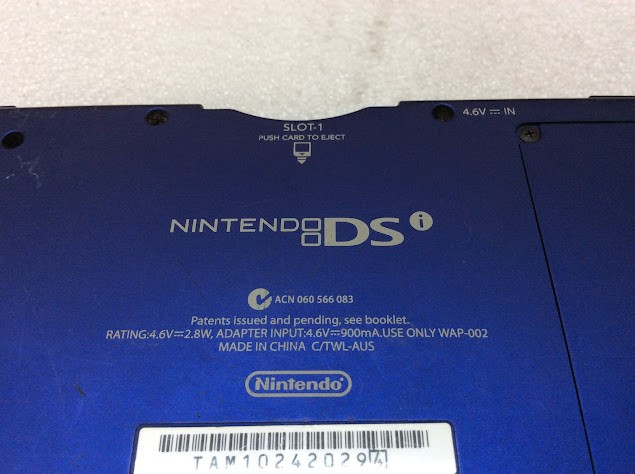 SLOT-1
PUSH CARD TO EJECT
4.6V ⎓ IN
NINTENDO DS i
ACN 060 566 083
Patents issued and pending, see booklet.
RATING:4.6V⎓2.8W, ADAPTER INPUT:4.6V⎓900mA.USE ONLY WAP-002
MADE IN CHINA C/TWL-AUS
Nintendo®
TAM102420294